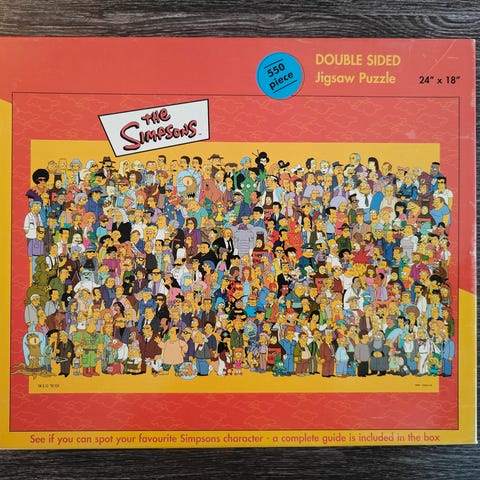 DOUBLE SIDED
Jigsaw Puzzle
24" x 18"
550
piece
THE
SIMPSONS
TM
See if you can spot your favourite Simpsons character - a complete guide is included in the box